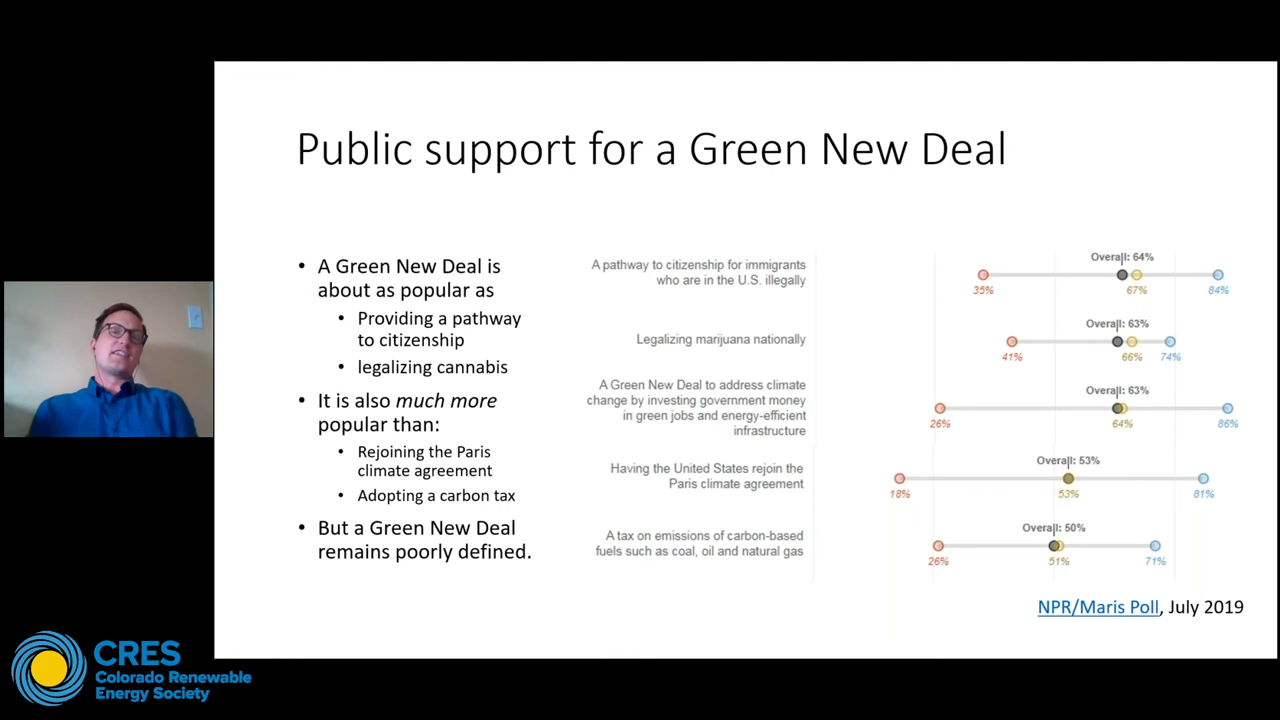 Public support for a Green New Deal
• A Green New Deal is
about as popular as
• Providing a pathway
to citizenship
• legalizing cannabis
• It is also much more
popular than:
• Rejoining the Paris
climate agreement
• Adopting a carbon tax
• But a Green New Deal
remains poorly defined.
A pathway to citizenship for immigrants
who are in the U.S. illegally
Overall: 64%
35%
67%
84%
Legalizing marijuana nationally
Overall: 63%
41%
66%
74%
A Green New Deal to address climate
change by investing government money
in green jobs and energy-efficient
infrastructure
Overall: 63%
26%
64%
86%
Having the United States rejoin the
Paris climate agreement
Overall: 53%
18%
53%
81%
A tax on emissions of carbon-based
fuels such as coal, oil and natural gas
Overall: 50%
26%
51%
71%
NPR/Maris Poll, July 2019
CRES
Colorado Renewable
Energy Society